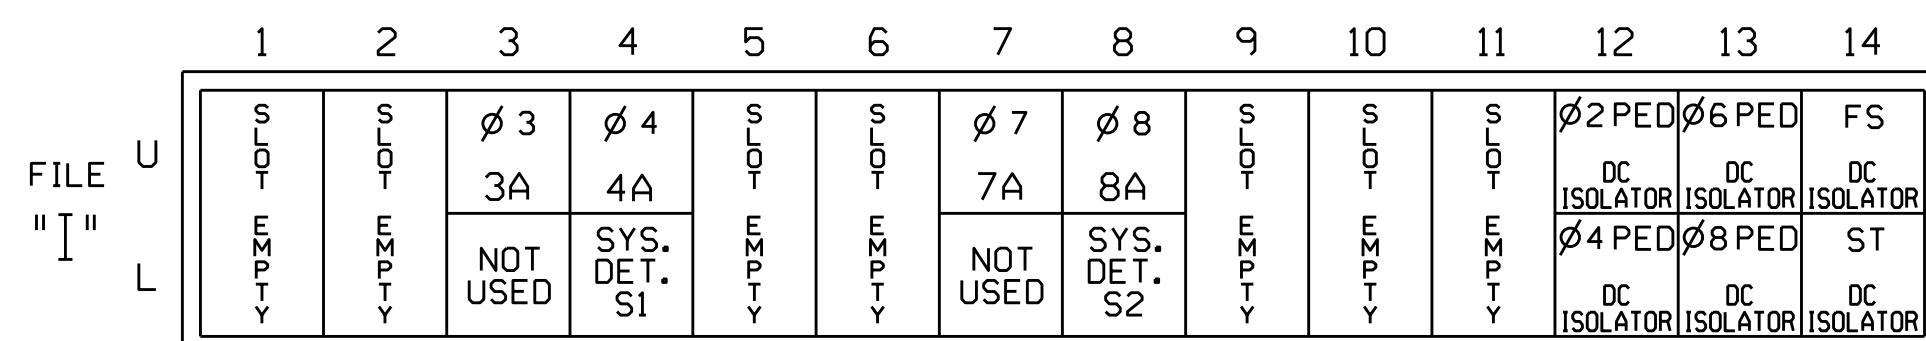 1 2 3 4 5 6 7 8 9 10 11 12 13 14
FILE "I"
U
L
SLOT EMPTY
SLOT EMPTY
Ø 3
3A
NOT
USED
Ø 4
4A
SYS.
DET.
S1
SLOT EMPTY
SLOT EMPTY
Ø 7
7A
NOT
USED
Ø 8
8A
SYS.
DET.
S2
SLOT EMPTY
SLOT EMPTY
SLOT EMPTY
Ø2 PED
DC
ISOLATOR
Ø4 PED
DC
ISOLATOR
Ø6 PED
DC
ISOLATOR
Ø8 PED
DC
ISOLATOR
FS
DC
ISOLATOR
ST
DC
ISOLATOR